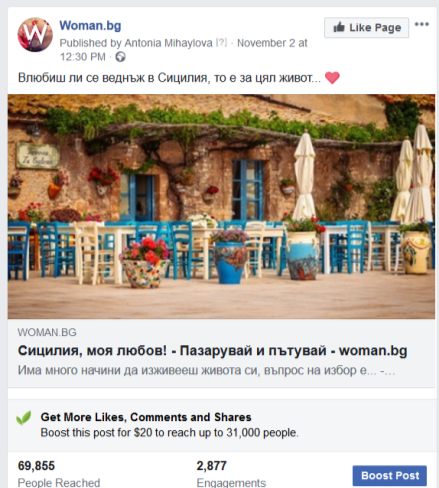 Woman.bg
Like Page
Published by Antonia Mihaylova [?] · November 2 at
12:30 PM ·
Влюбиш ли се веднъж в Сицилия, то е за цял живот...
WOMAN.BG
Сицилия, моя любов! - Пазарувай и пътувай - woman.bg
Има много начини да изживееш живота си, въпрос на избор е... -...
Get More Likes, Comments and Shares
Boost this post for $20 to reach up to 31,000 people.
69,855
2,877
Boost Post
People Reached
Engagements